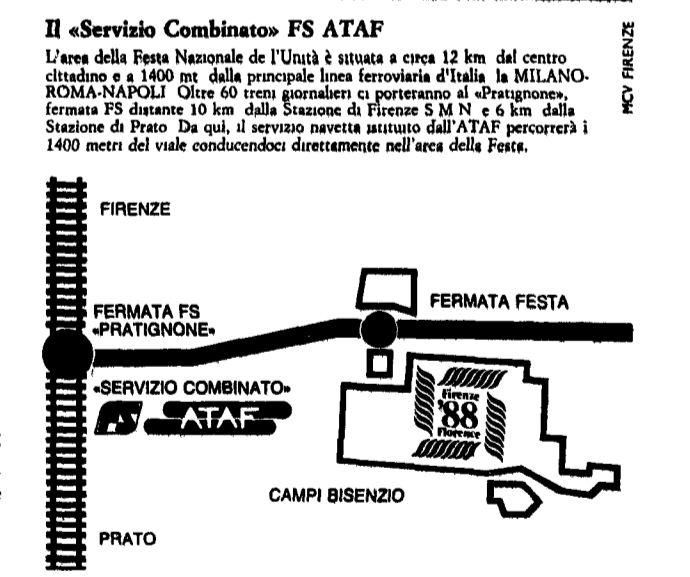 Il «Servizio Combinato» FS ATAF
L'area della Festa Nazionale de l'Unità è situata a circa 12 km dal centro
cittadino e a 1400 mt dalla principale linea ferroviaria d'Italia la MILANO-
ROMA-NAPOLI Oltre 60 treni giornalieri ci porteranno al «Pratignone»,
fermata FS distante 10 km dalla Stazione di Firenze S M N e 6 km dalla
Stazione di Prato Da qui, il servizio navetta istituito dall'ATAF percorrerà i
1400 metri del viale conducendoci direttamente nell'area della Festa.
MCV FIRENZE
FIRENZE
FERMATA FS
«PRATIGNONE»
FERMATA FESTA
«SERVIZIO COMBINATO»
FS ATAF
Firenze
'88
Florence
CAMPI BISENZIO
PRATO